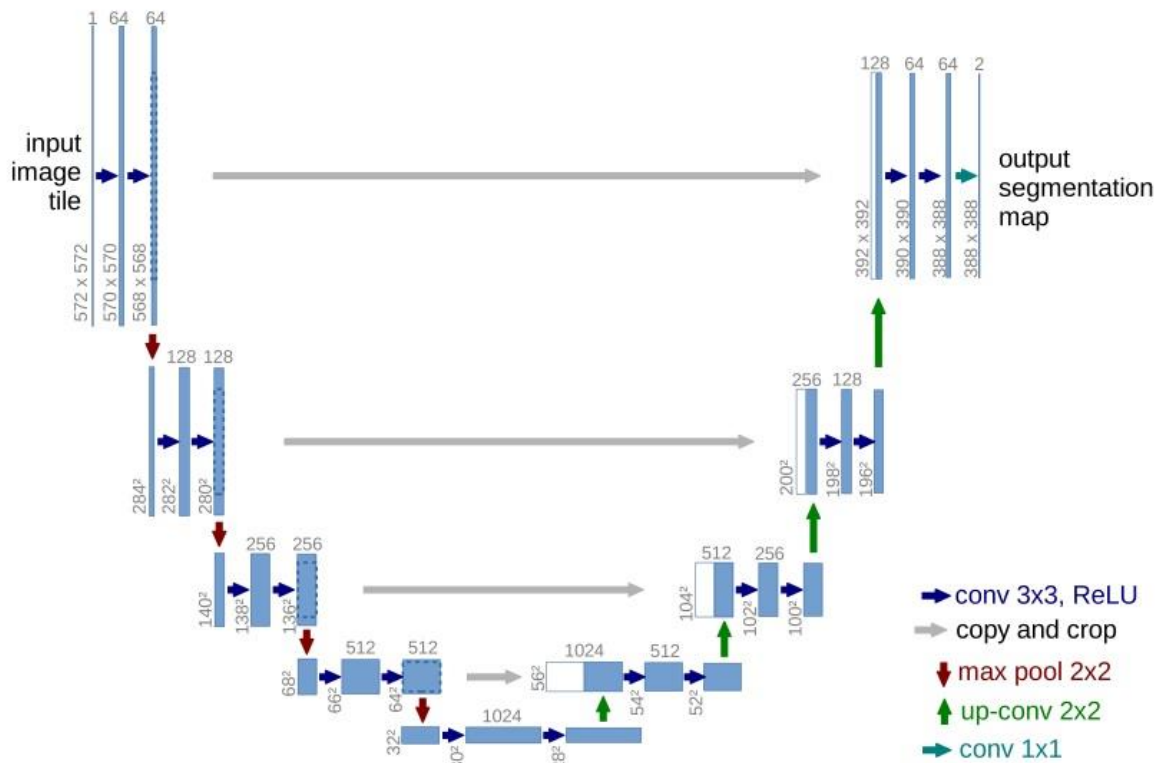 1 64 64
128 64 64 2
input
image
tile
output
segmentation
map
572 x 572
570 x 570
568 x 568
392 x 392
390 x 390
388 x 388
388 x 388
128 128
256 128
284²
282²
280²
200²
198²
196²
256 256
512 256
140²
138²
136²
104²
102²
100²
512 512
1024 512
68²
66²
64²
56²
54²
52²
1024
32²
conv 3x3, ReLU
copy and crop
max pool 2x2
up-conv 2x2
conv 1x1